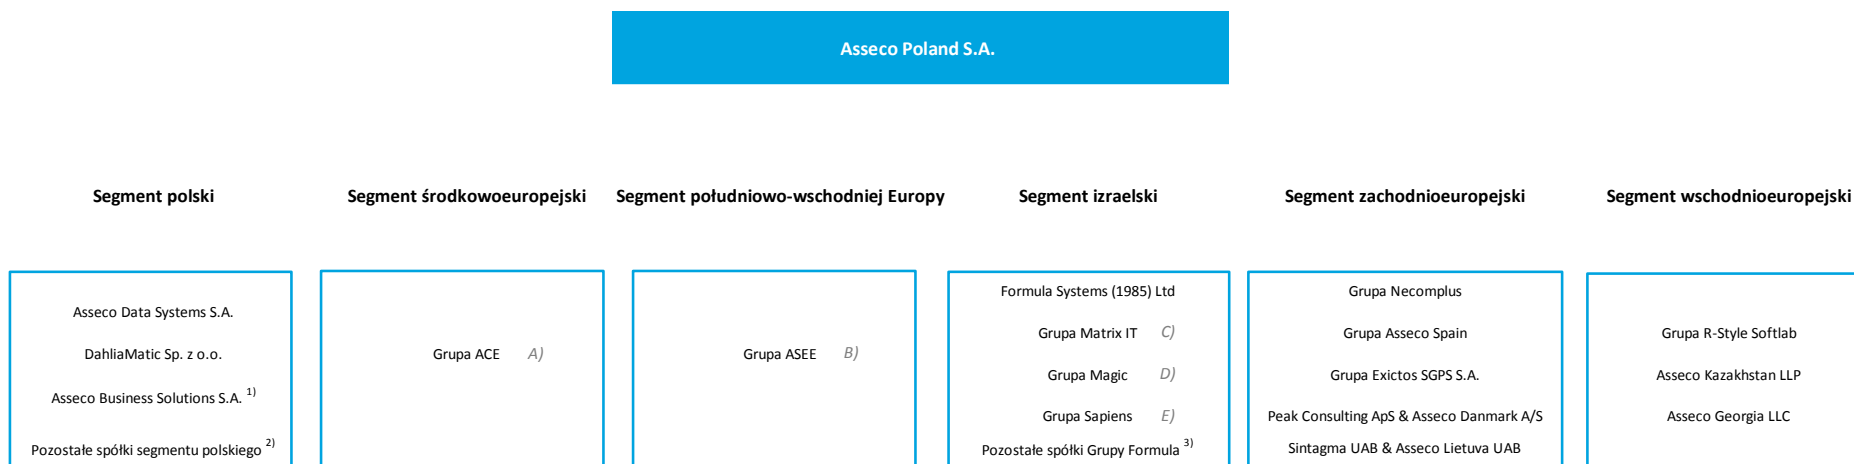 Asseco Poland S.A.
Segment polski
Segment środkowoeuropejski
Segment południowo-wschodniej Europy
Segment izraelski
Segment zachodnioeuropejski
Segment wschodnioeuropejski
Asseco Data Systems S.A.
DahliaMatic Sp. z o.o.
Asseco Business Solutions S.A. 1)
Pozostałe spółki segmentu polskiego 2)
Grupa ACE A)
Grupa ASEE B)
Formula Systems (1985) Ltd
Grupa Matrix IT C)
Grupa Magic D)
Grupa Sapiens E)
Pozostałe spółki Grupy Formula 3)
Grupa Necomplus
Grupa Asseco Spain
Grupa Exictos SGPS S.A.
Peak Consulting ApS & Asseco Danmark A/S
Sintagma UAB & Asseco Lietuva UAB
Grupa R-Style Softlab
Asseco Kazakhstan LLP
Asseco Georgia LLC